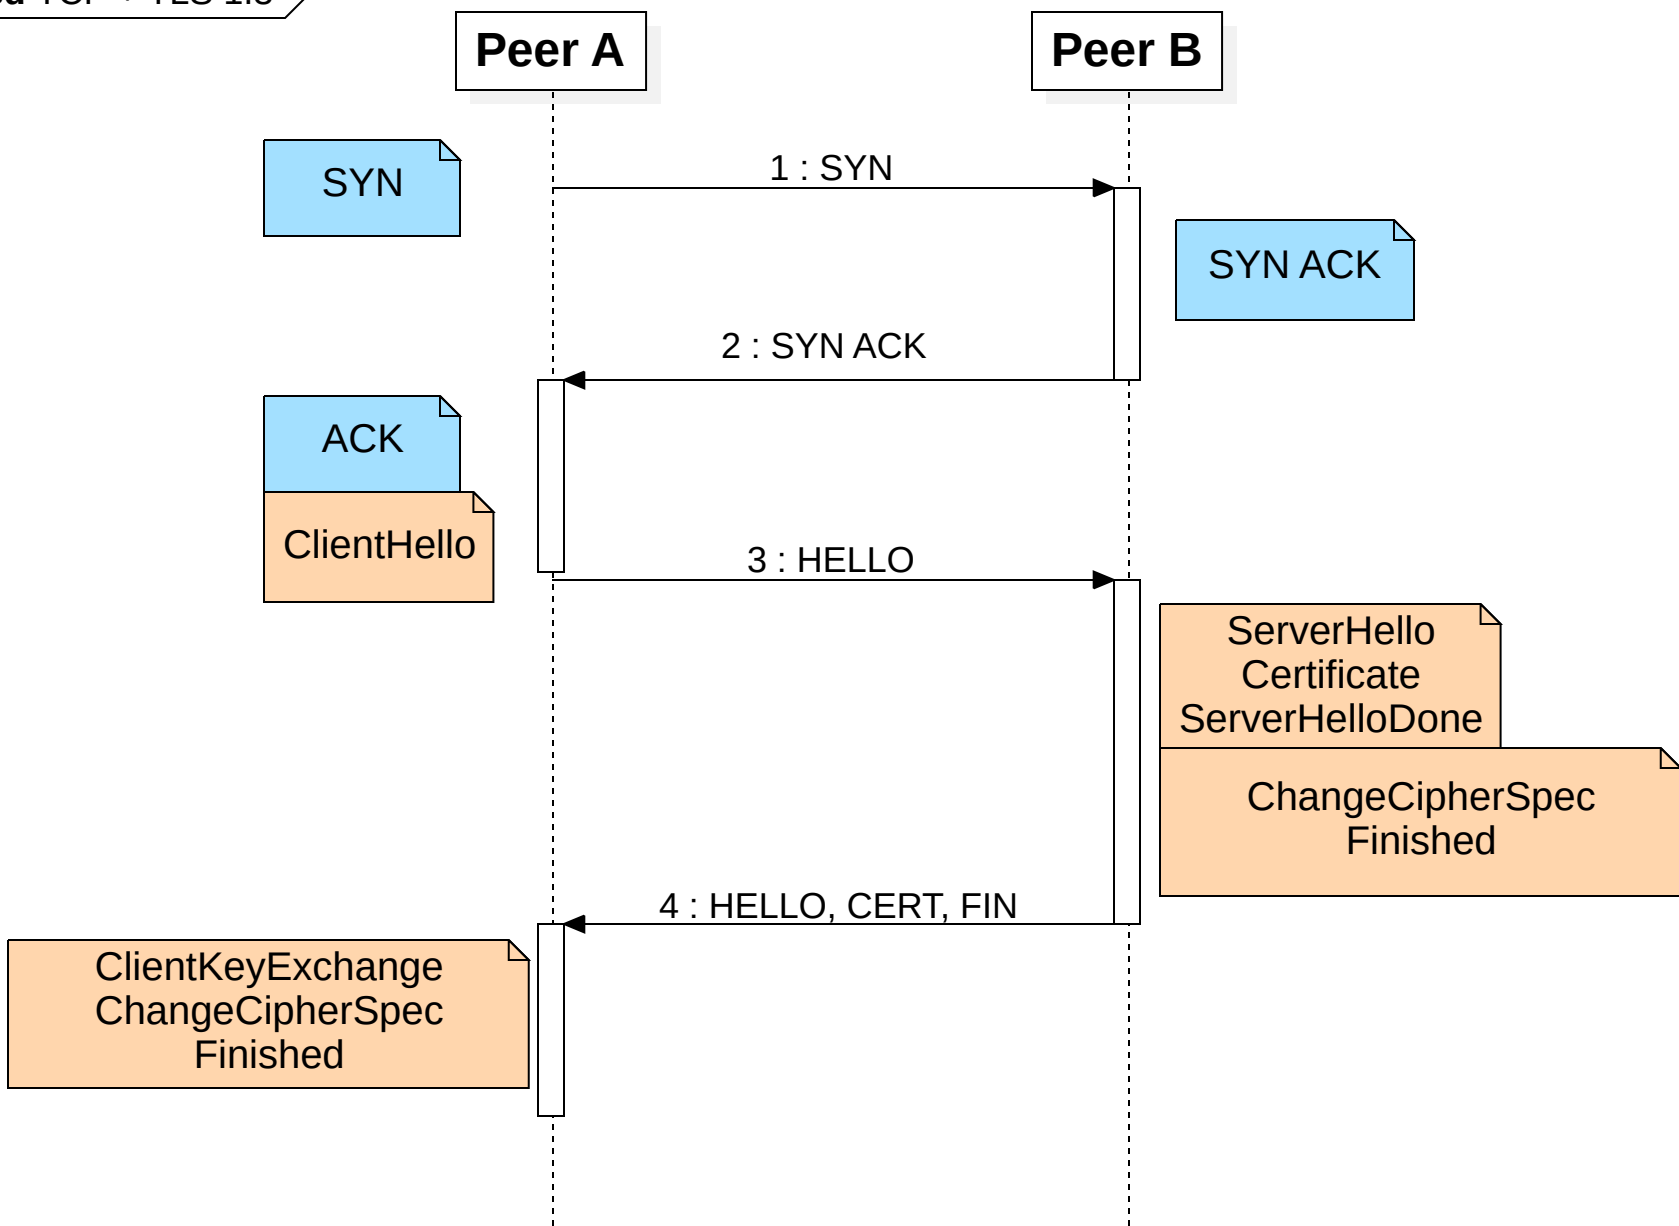 Peer A
Peer B
SYN
1 : SYN
SYN ACK
2 : SYN ACK
ACK
ClientHello
3 : HELLO
ServerHello
Certificate
ServerHelloDone
ChangeCipherSpec
Finished
4 : HELLO, CERT, FIN
ClientKeyExchange
ChangeCipherSpec
Finished